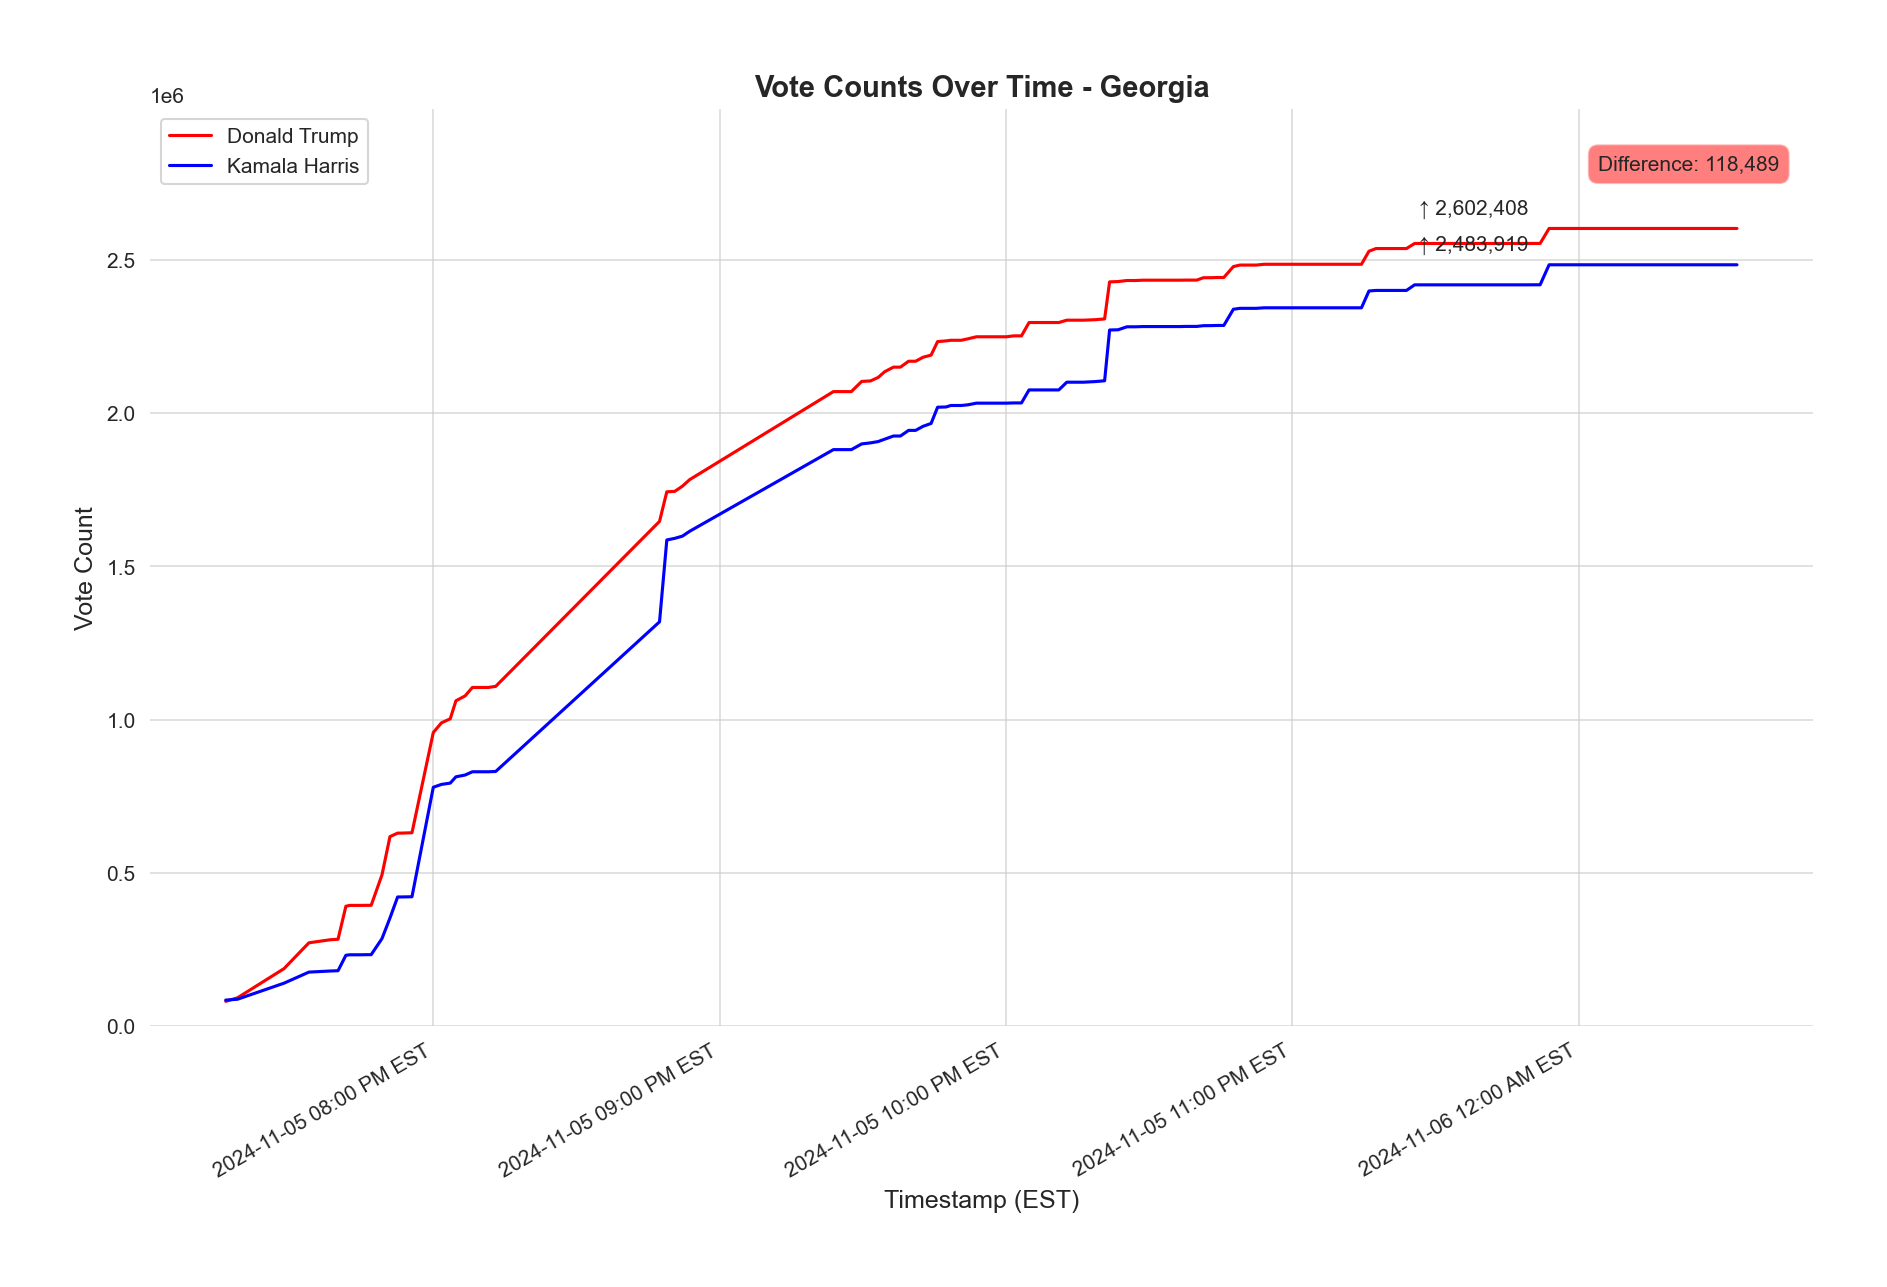 Vote Counts Over Time - Georgia
1e6
Donald Trump
Kamala Harris
Difference: 118,489
↑ 2,602,408
↑ 2,483,919
Vote Count
2.5
2.0
1.5
1.0
0.5
0.0
2024-11-05 08:00 PM EST
2024-11-05 09:00 PM EST
2024-11-05 10:00 PM EST
2024-11-05 11:00 PM EST
2024-11-06 12:00 AM EST
Timestamp (EST)